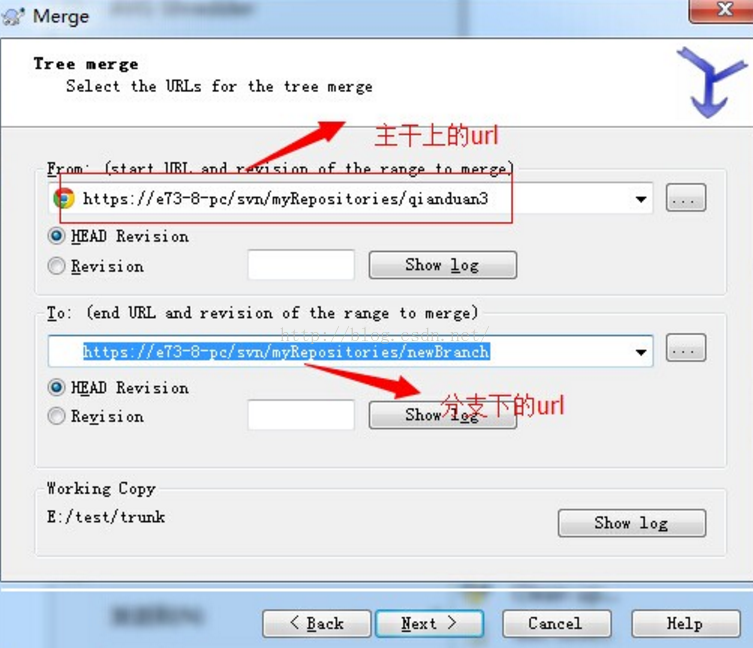 Merge
Tree merge
Select the URLs for the tree merge
主干上的url
From: (start URL and revision of the range to merge)
https://e73-8-pc/svn/myRepositories/qianduan3
...
HEAD Revision
Revision
Show log
To: (end URL and revision of the range to merge)
http://blog.csdn.net/
https://e73-8-pc/svn/myRepositories/newBranch
...
HEAD Revision
分支下的url
Revision
Show log
Working Copy
E:/test/trunk
Show log
< Back
Next >
Cancel
Help